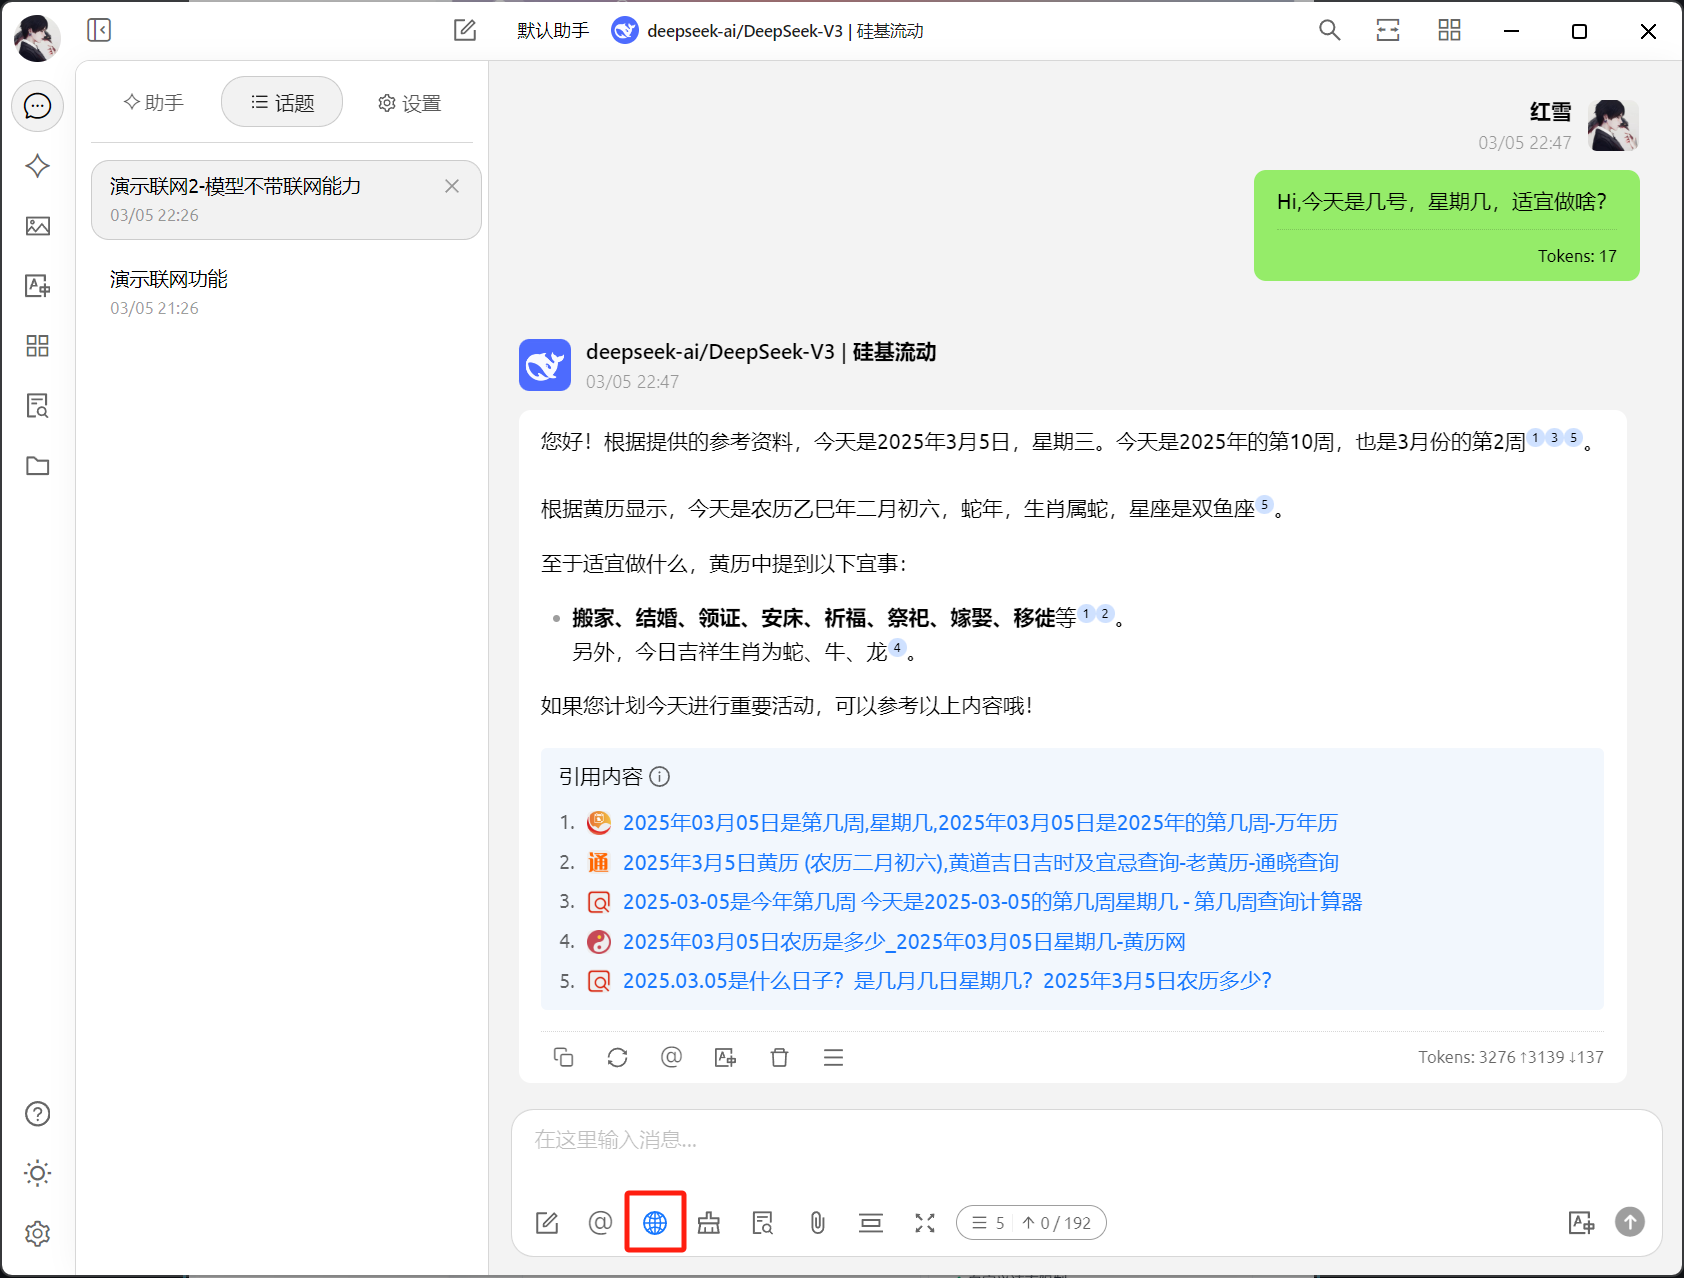 默认助手
deepseek-ai/DeepSeek-V3 | 硅基流动
助手
话题
设置
演示联网2-模型不带联网能力
03/05 22:26
演示联网功能
03/05 21:26
红雪
03/05 22:47
Hi,今天是几号，星期几，适宜做啥？
Tokens: 17
deepseek-ai/DeepSeek-V3 | 硅基流动
03/05 22:47
您好！根据提供的参考资料，今天是2025年3月5日，星期三。今天是2025年的第10周，也是3月份的第2周 1 3 5 。
根据黄历显示，今天是农历乙巳年二月初六，蛇年，生肖属蛇，星座是双鱼座 5 。
至于适宜做什么，黄历中提到以下宜事：
• 搬家、结婚、领证、安床、祈福、祭祀、嫁娶、移徙等 1 2 。
另外，今日吉祥生肖为蛇、牛、龙 4 。
如果您计划今天进行重要活动，可以参考以上内容哦！
引用内容
1. 2025年03月05日是第几周,星期几,2025年03月05日是2025年的第几周-万年历
2. 通 2025年3月5日黄历 (农历二月初六),黄道吉日吉时及宜忌查询-老黄历-通晓查询
3. 2025-03-05是今年第几周 今天是2025-03-05的第几周星期几 - 第几周查询计算器
4. 2025年03月05日农历是多少_2025年03月05日星期几-黄历网
5. 2025.03.05是什么日子？是几月几日星期几？2025年3月5日农历多少？
Tokens: 3276 ↑3139 ↓137
在这里输入消息...
5 ↑ 0 / 192